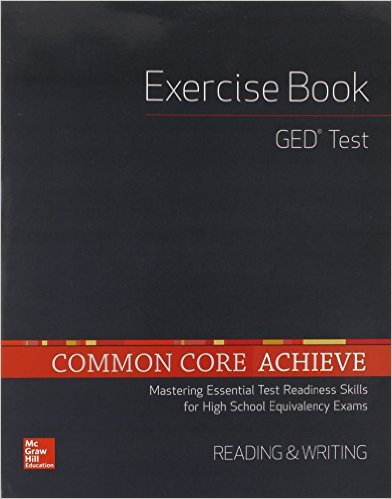 Exercise Book
GED® Test
COMMON CORE ACHIEVE
Mastering Essential Test Readiness Skills
for High School Equivalency Exams
READING & WRITING
Mc
Graw
Hill
Education